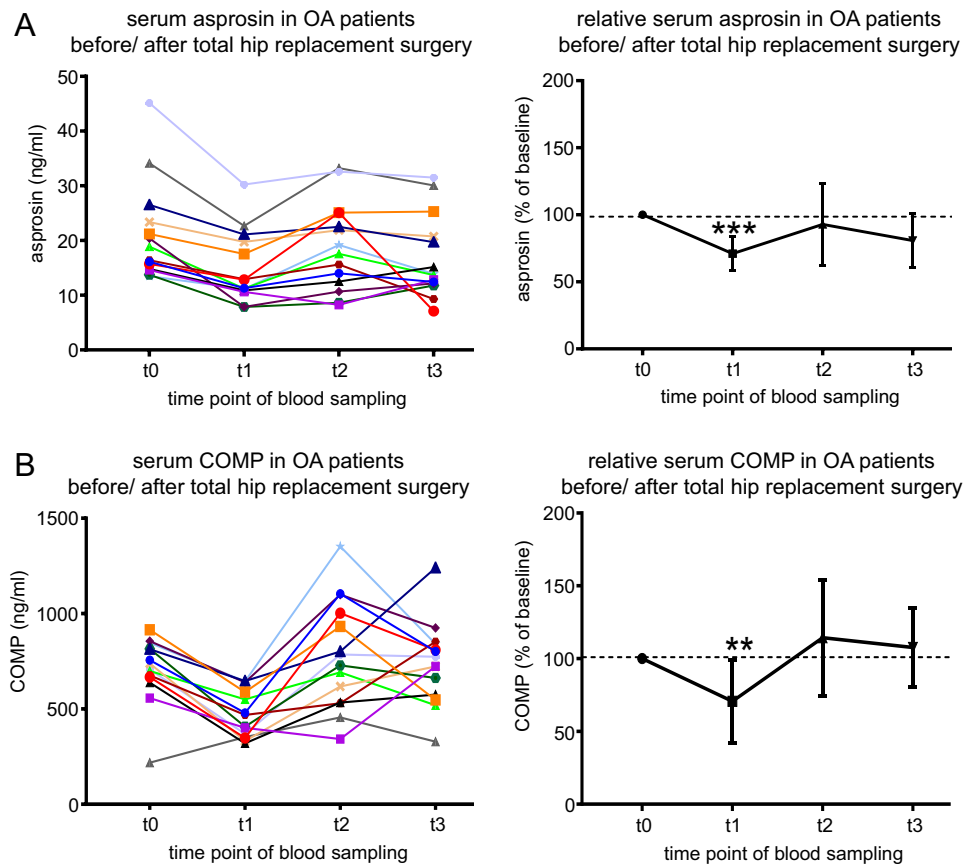 A
serum asprosin in OA patients
before/ after total hip replacement surgery
asprosin (ng/ml)
50
40
30
20
10
0
t0
t1
t2
t3
time point of blood sampling
relative serum asprosin in OA patients
before/ after total hip replacement surgery
asprosin (% of baseline)
200
150
100
50
0
***
t0
t1
t2
t3
time point of blood sampling
B
serum COMP in OA patients
before/ after total hip replacement surgery
COMP (ng/ml)
1500
1000
500
0
t0
t1
t2
t3
time point of blood sampling
relative serum COMP in OA patients
before/ after total hip replacement surgery
COMP (% of baseline)
200
150
100
50
0
**
t0
t1
t2
t3
time point of blood sampling